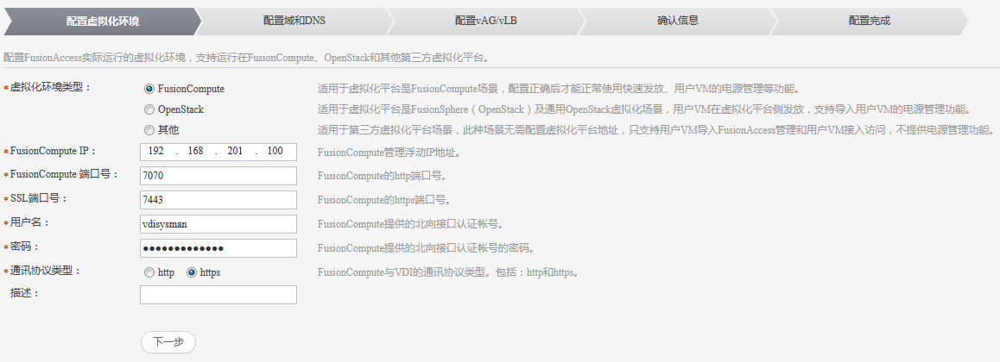 配置虚拟化环境 配置域和DNS 配置vAG/vLB 确认信息 配置完成
配置FusionAccess实际运行的虚拟化环境，支持运行在FusionCompute、OpenStack和其他第三方虚拟化平台。
*虚拟化环境类型： FusionCompute 适用于虚拟化平台是FusionCompute场景，配置正确后才能正常使用快速发放、用户VM的电源管理等功能。
OpenStack 适用于虚拟化平台是FusionSphere（OpenStack）及通用OpenStack虚拟化场景，用户VM在虚拟化平台侧发放，支持导入用户VM的电源管理功能。
其他 适用于第三方虚拟化平台场景，此种场景无需配置虚拟化平台地址，只支持用户VM导入FusionAccess管理和用户VM接入访问，不提供电源管理功能。
*FusionCompute IP： 192 . 168 . 201 . 100 FusionCompute管理浮动IP地址。
*FusionCompute 端口号： 7070 FusionCompute的http端口号。
*SSL端口号： 7443 FusionCompute的https端口号。
*用户名： vdisysman FusionCompute提供的北向接口认证帐号。
*密码： ●●●●●●●●●●●●● FusionCompute提供的北向接口认证帐号的密码。
*通讯协议类型： http https FusionCompute与VDI的通讯协议类型。包括：http和https。
描述：
下一步